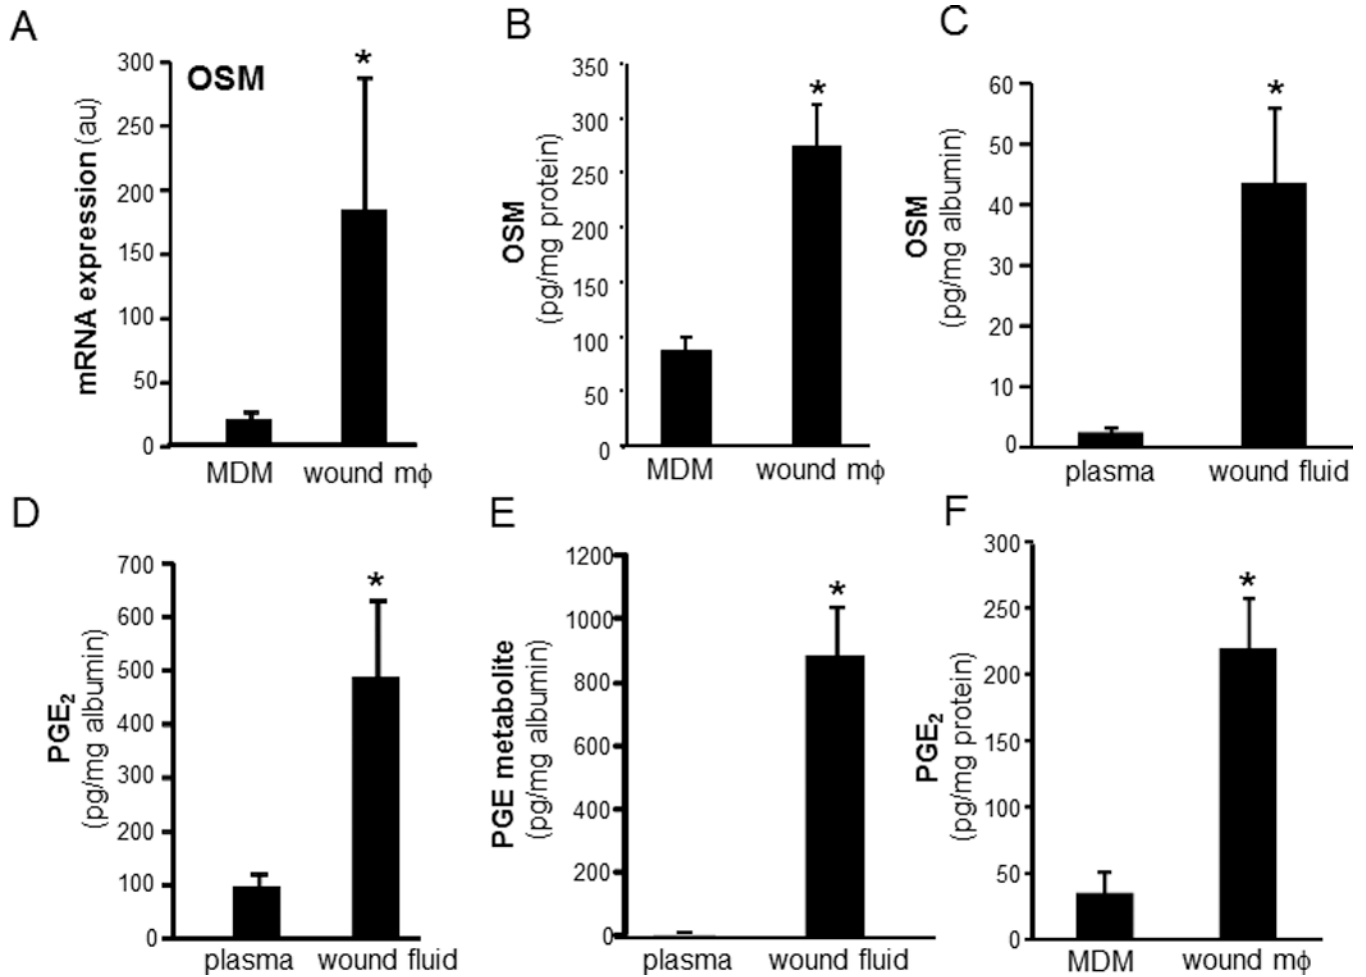 A
OSM
mRNA expression (au)
300
250
200
150
100
50
0
*
MDM
wound mϕ
B
OSM
(pg/mg protein)
350
300
250
200
150
100
50
0
*
MDM
wound mϕ
C
OSM
(pg/mg albumin)
60
50
40
30
20
10
0
*
plasma
wound fluid
D
PGE₂
(pg/mg albumin)
700
600
500
400
300
200
100
0
*
plasma
wound fluid
E
PGE metabolite
(pg/mg albumin)
1200
1000
800
600
400
200
0
*
plasma
wound fluid
F
PGE₂
(pg/mg protein)
300
250
200
150
100
50
0
*
MDM
wound mϕ